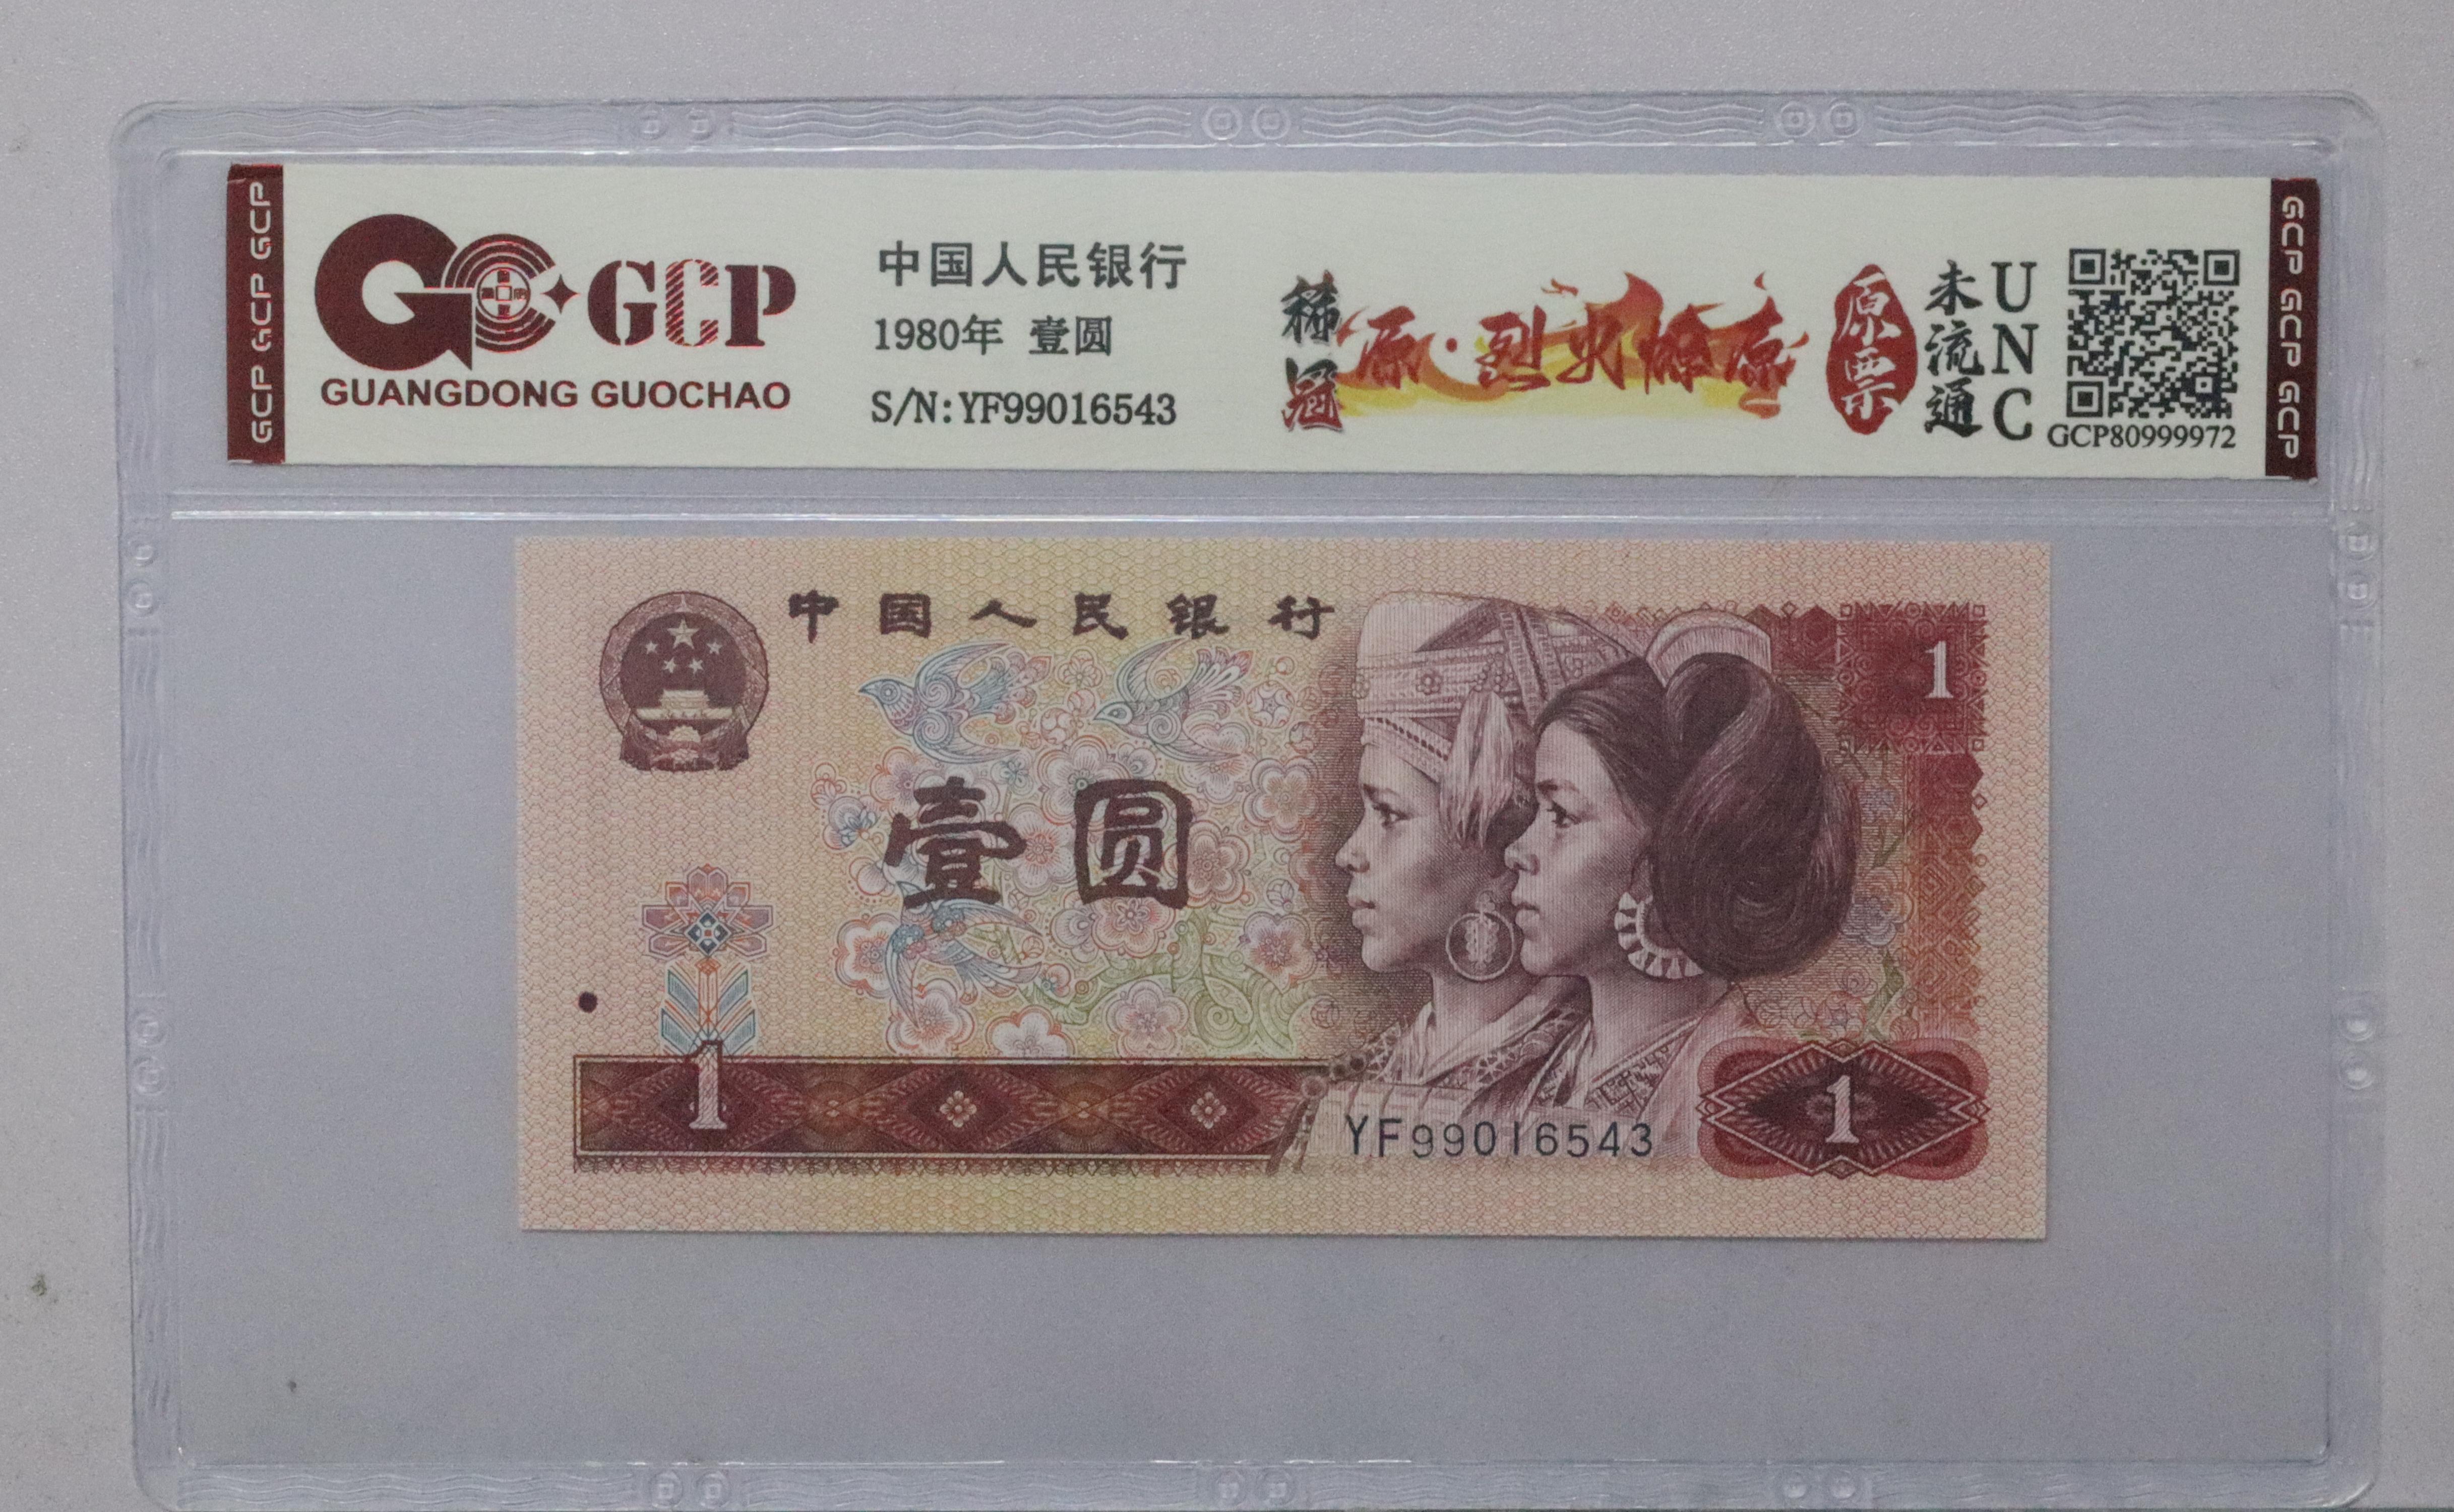 GCP GCP GCP
GCP
GUANGDONG GUOCHAO
中国人民银行
1980年 壹圆
S/N:YF99016543
稀冠
原·烈火燎原
原票
未流通
UNC
GCP80999972
GCP GCP GCP
中国人民银行
1
壹圆
1
YF99016543
1